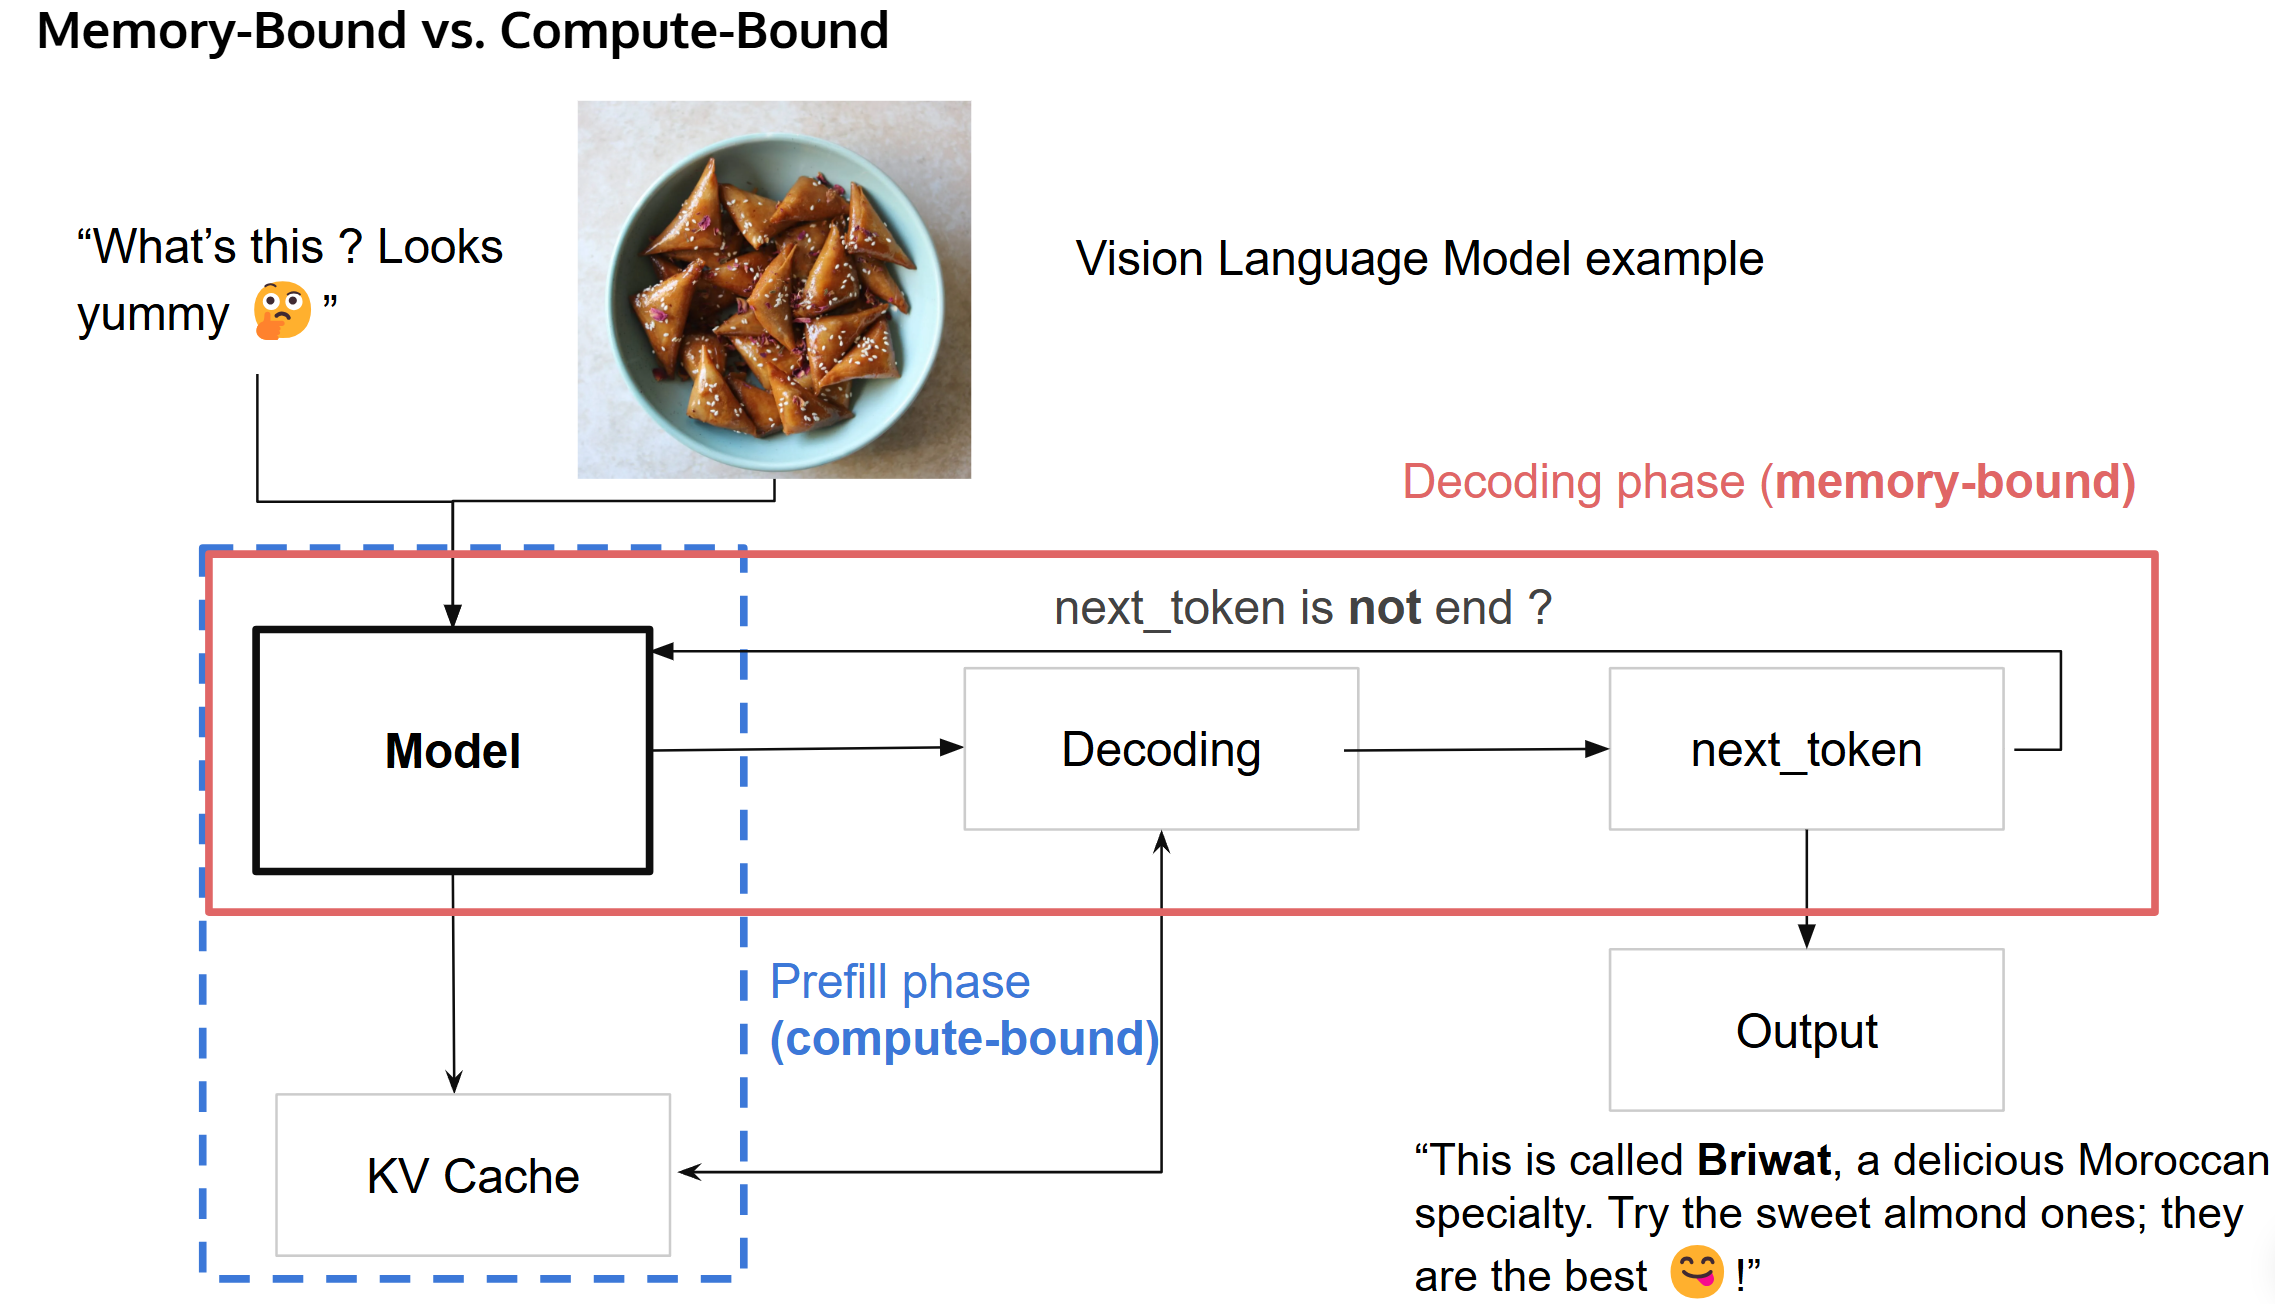 Memory-Bound vs. Compute-Bound
“What’s this ? Looks
yummy 🤔 ”
Vision Language Model example
Decoding phase (memory-bound)
next_token is not end ?
Model
Decoding
next_token
Prefill phase
(compute-bound)
KV Cache
Output
“This is called Briwat, a delicious Moroccan
specialty. Try the sweet almond ones; they
are the best 😋 !”